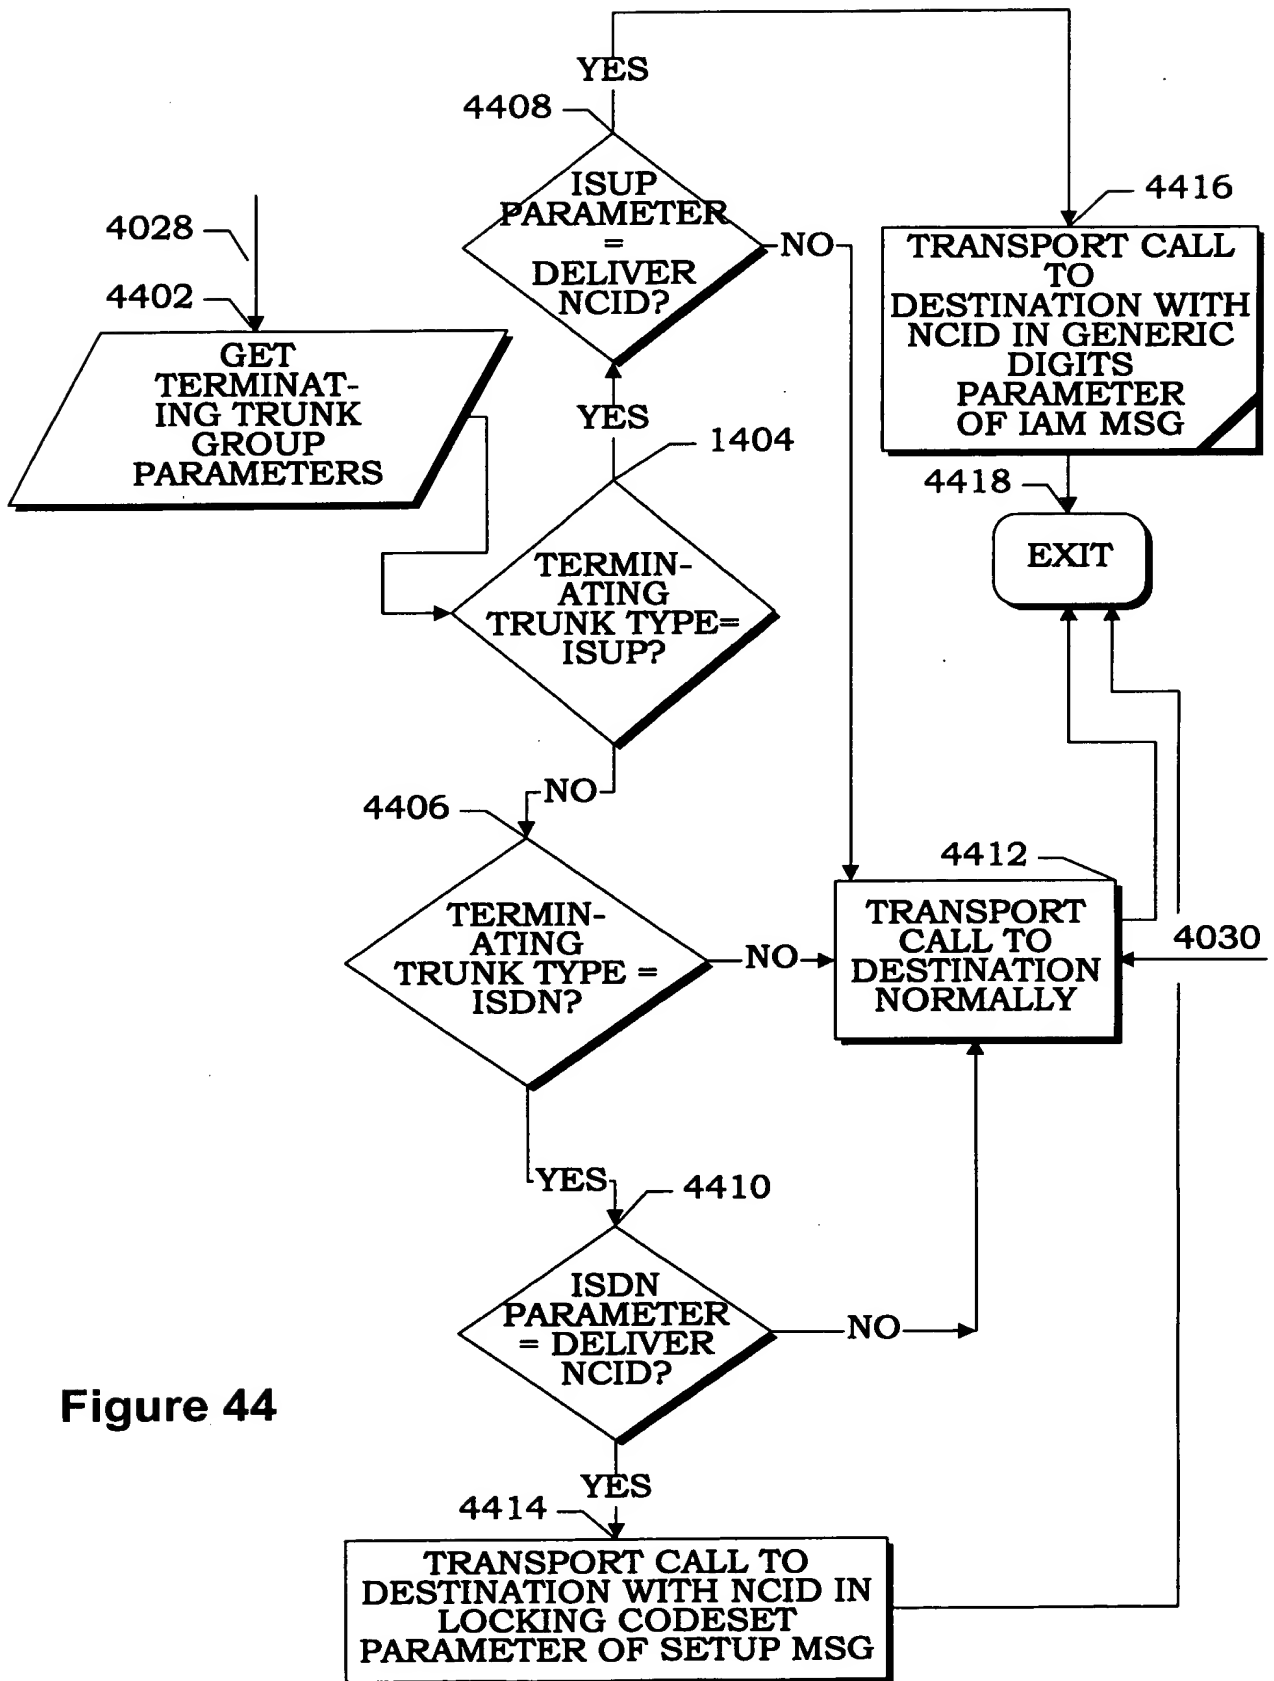 YES
4408
ISUP
PARAMETER
=
DELIVER
NCID?
NO
4416
TRANSPORT CALL
TO
DESTINATION WITH
NCID IN GENERIC
DIGITS
PARAMETER
OF IAM MSG
4028
4402
GET
TERMINAT-
ING TRUNK
GROUP
PARAMETERS
YES
1404
TERMIN-
ATING
TRUNK TYPE=
ISUP?
4418
EXIT
NO
4406
TERMIN-
ATING
TRUNK TYPE =
ISDN?
NO
4412
TRANSPORT
CALL TO
DESTINATION
NORMALLY
4030
YES
4410
ISDN
PARAMETER
= DELIVER
NCID?
NO
Figure 44
YES
4414
TRANSPORT CALL TO
DESTINATION WITH NCID IN
LOCKING CODESET
PARAMETER OF SETUP MSG